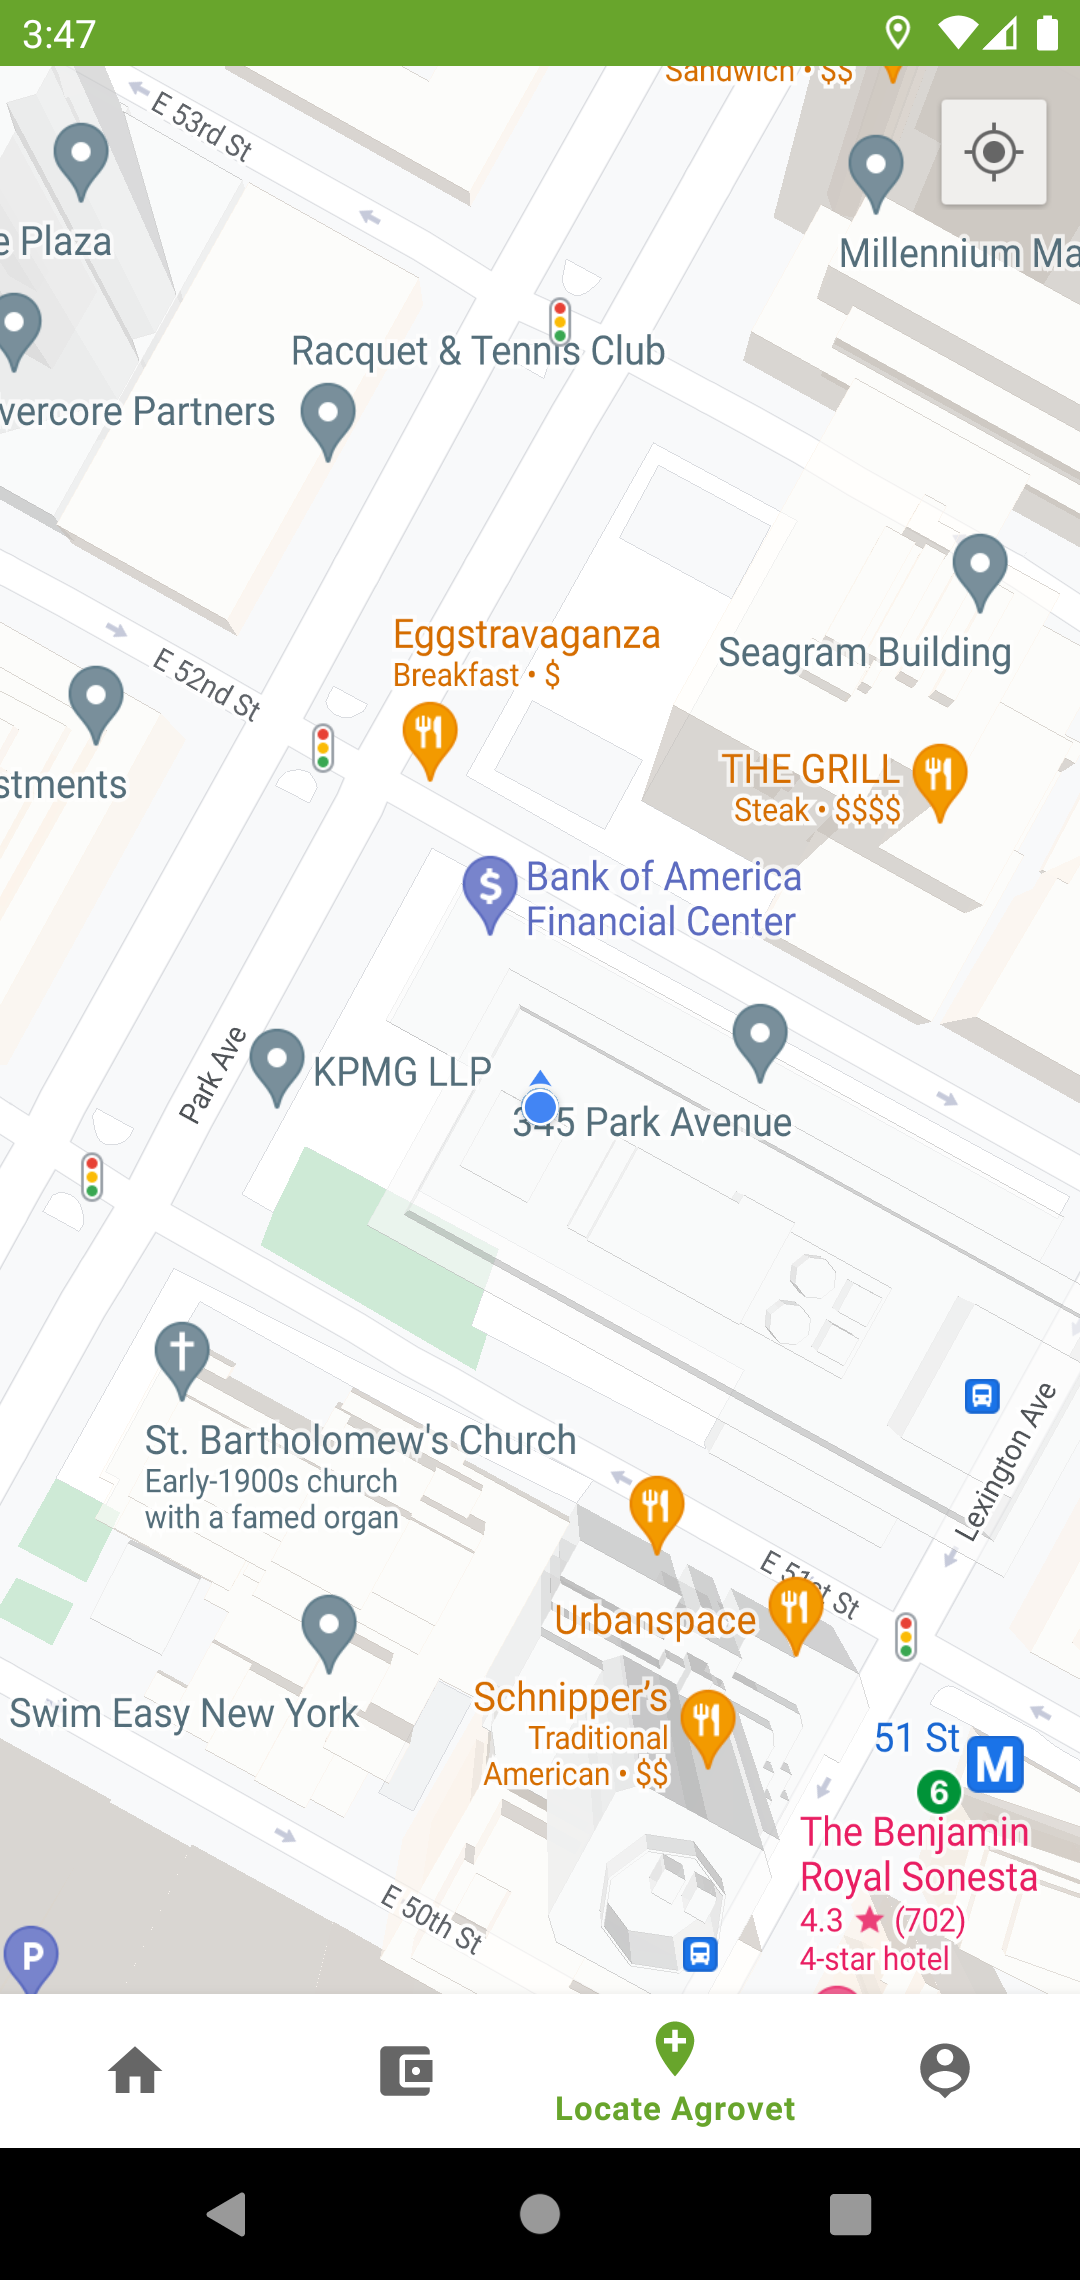 3:47
Sandwich • $$
E 53rd St
e Plaza
Millennium Ma
Racquet & Tennis Club
vercore Partners
Eggstravaganza
Breakfast • $
Seagram Building
E 52nd St
stments
THE GRILL
Steak • $$$$
$ Bank of America
Financial Center
Park Ave
KPMG LLP
345 Park Avenue
St. Bartholomew's Church
Early-1900s church
with a famed organ
Lexington Ave
E 51st St
Urbanspace
Swim Easy New York
Schnipper’s
Traditional
American • $$
51 St M
6
The Benjamin
Royal Sonesta
4.3 ★ (702)
4-star hotel
E 50th St
P
Locate Agrovet